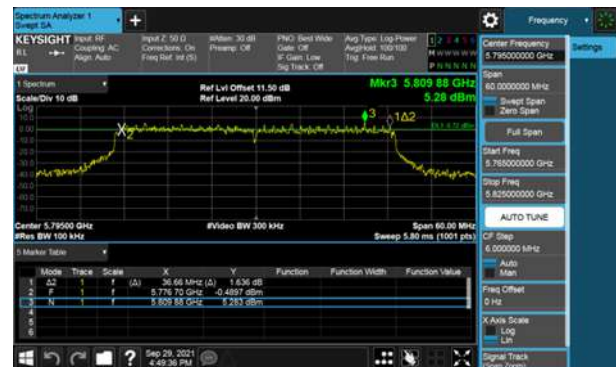 Spectrum Analyzer 1
Swept SA
+
Frequency
KEYSIGHT
Input: RF
Coupling: AC
Align: Auto
Input Z: 50 Ω
Corrections: On
Freq Ref: Int (S)
#Atten: 30 dB
Preamp: Off
PNO: Best Wide
Gate: Off
IF Gain: Low
Sig Track: Off
Avg Type: Log-Power
Avg|Hold: 100/100
Trig: Free Run
Center Frequency
5.795000000 GHz
Settings
Span
60.0000000 MHz
Swept Span
Zero Span
Full Span
Start Freq
5.765000000 GHz
Stop Freq
5.825000000 GHz
AUTO TUNE
CF Step
6.000000 MHz
Auto
Man
Freq Offset
0 Hz
X Axis Scale
Log
Lin
Signal Track
(Span Zoom)
1 Spectrum
Scale/Div 10 dB
Log
Ref Lvl Offset 11.50 dB
Ref Level 20.00 dBm
Mkr3 5.809 88 GHz
5.28 dBm
10.0
0.00
3
1Δ2
X2
Center 5.79500 GHz
#Res BW 100 kHz
#Video BW 300 kHz
Span 60.00 MHz
Sweep 5.80 ms (1001 pts)
5 Marker Table
Mode Trace Scale X Y Function Function Width Function Value
1 Δ2 1 f (Δ) 36.66 MHz (Δ) 1.636 dB
2 F 1 f 5.776 70 GHz -0.4897 dBm
3 N 1 f 5.809 88 GHz 5.283 dBm
4
5
6
?
Sep 29, 2021
4:49:36 PM